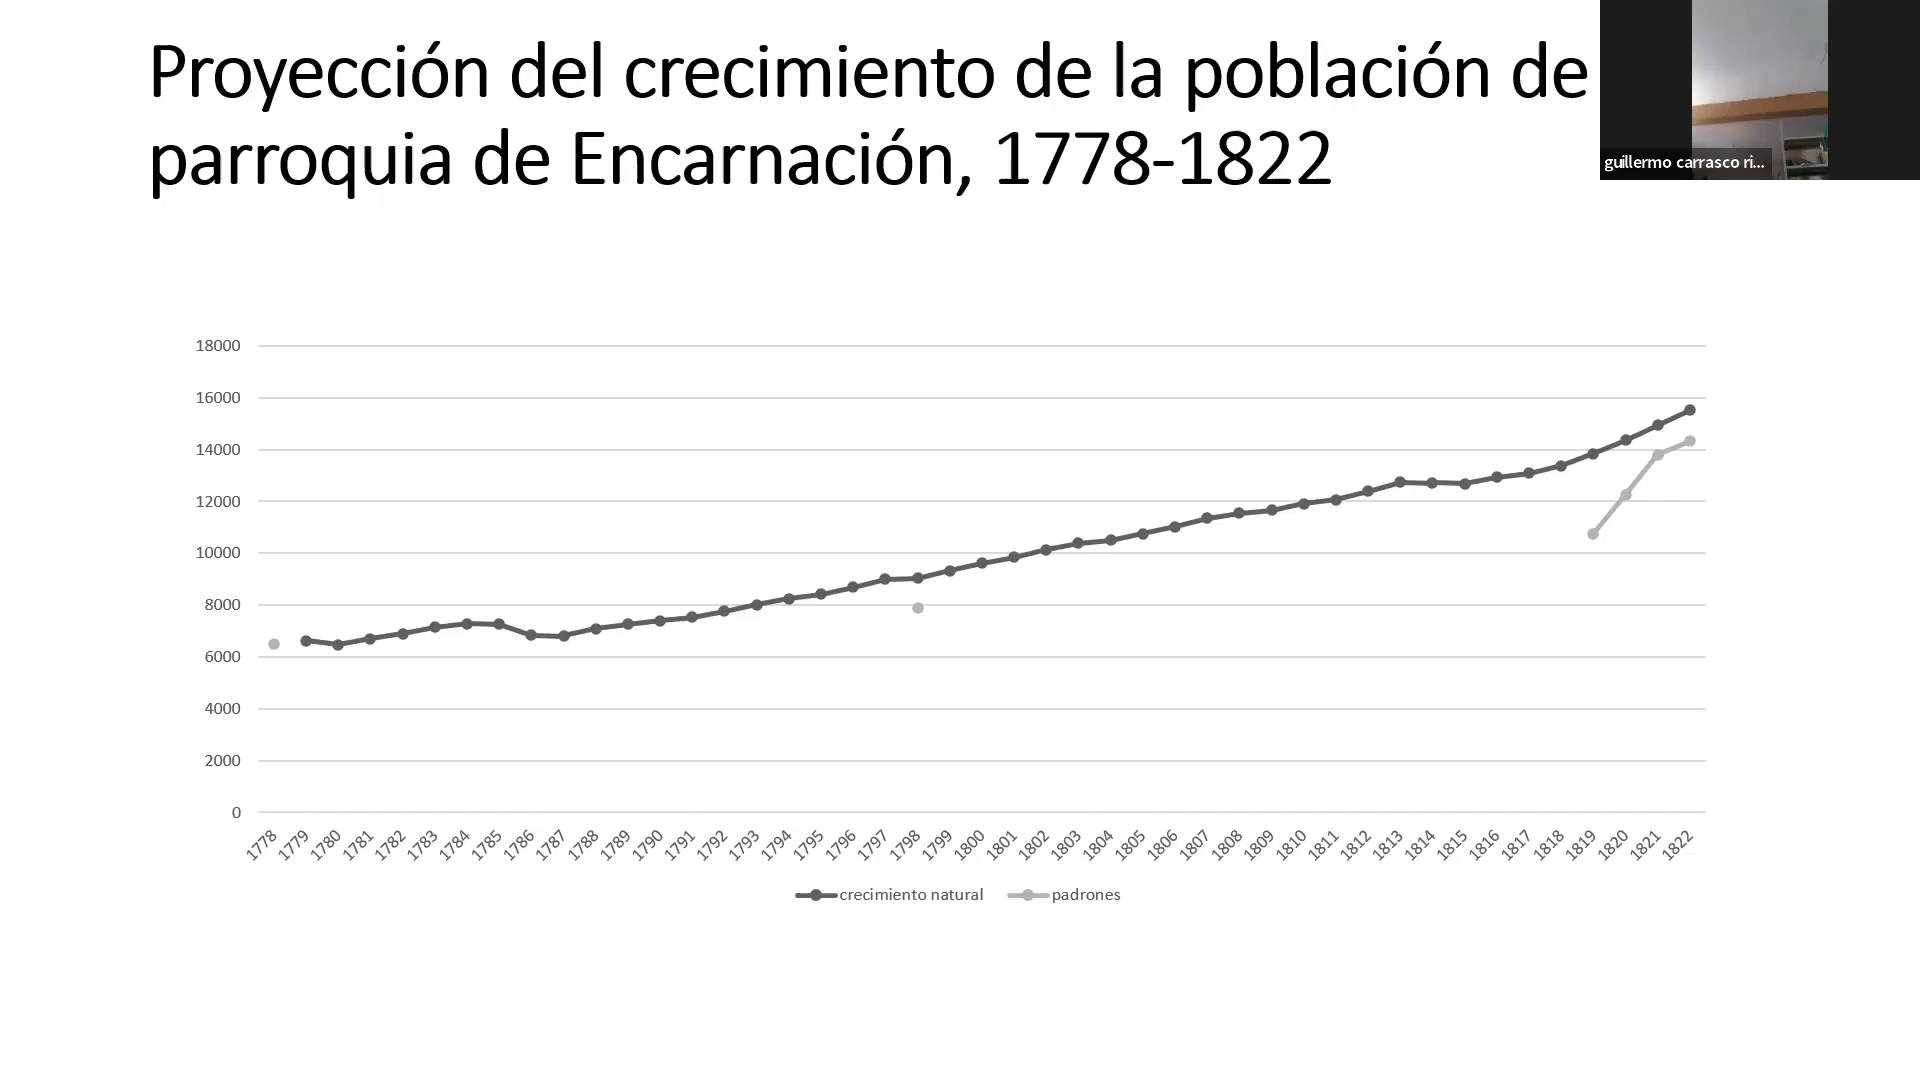 Proyección del crecimiento de la población de
parroquia de Encarnación, 1778-1822
guillermo carrasco ri...
18000
16000
14000
12000
10000
8000
6000
4000
2000
0
1778 1779 1780 1781 1782 1783 1784 1785 1786 1787 1788 1789 1790 1791 1792 1793 1794 1795 1796 1797 1798 1799 1800 1801 1802 1803 1804 1805 1806 1807 1808 1809 1810 1811 1812 1813 1814 1815 1816 1817 1818 1819 1820 1821 1822
crecimiento natural padrones